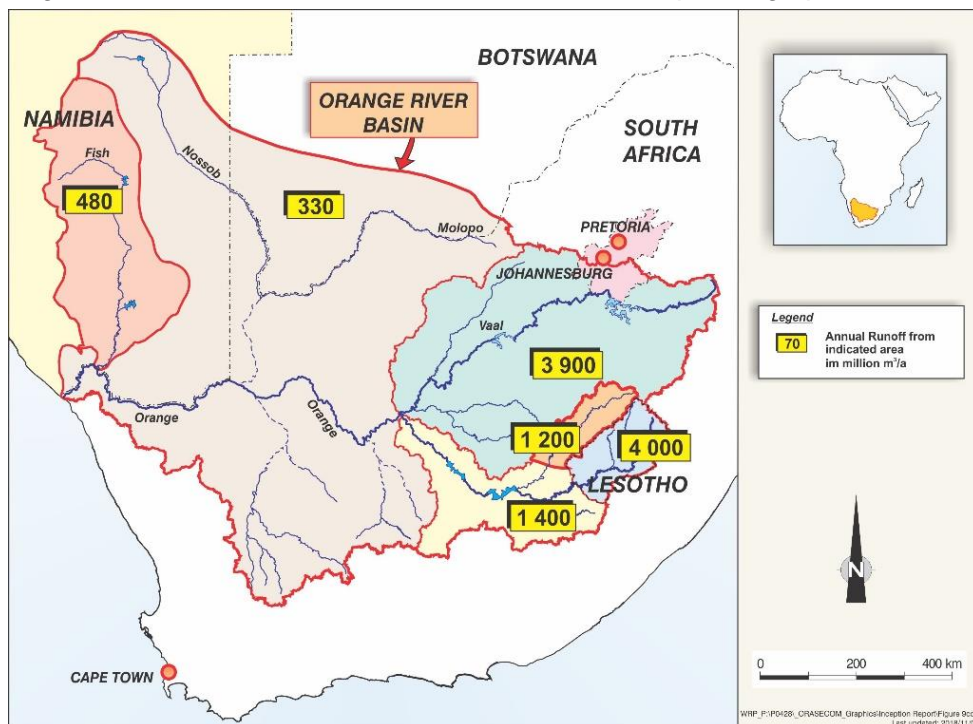 BOTSWANA
NAMIBIA
ORANGE RIVER
BASIN
SOUTH
AFRICA
Fish
Nossob
480
330
Molopo
PRETORIA
JOHANNESBURG
Vaal
3 900
Orange
Orange
1 200
4 000
LESOTHO
1 400
CAPE TOWN
Legend
70
Annual Runoff from
indicated area
im million m³/a
N
0 200 400 km